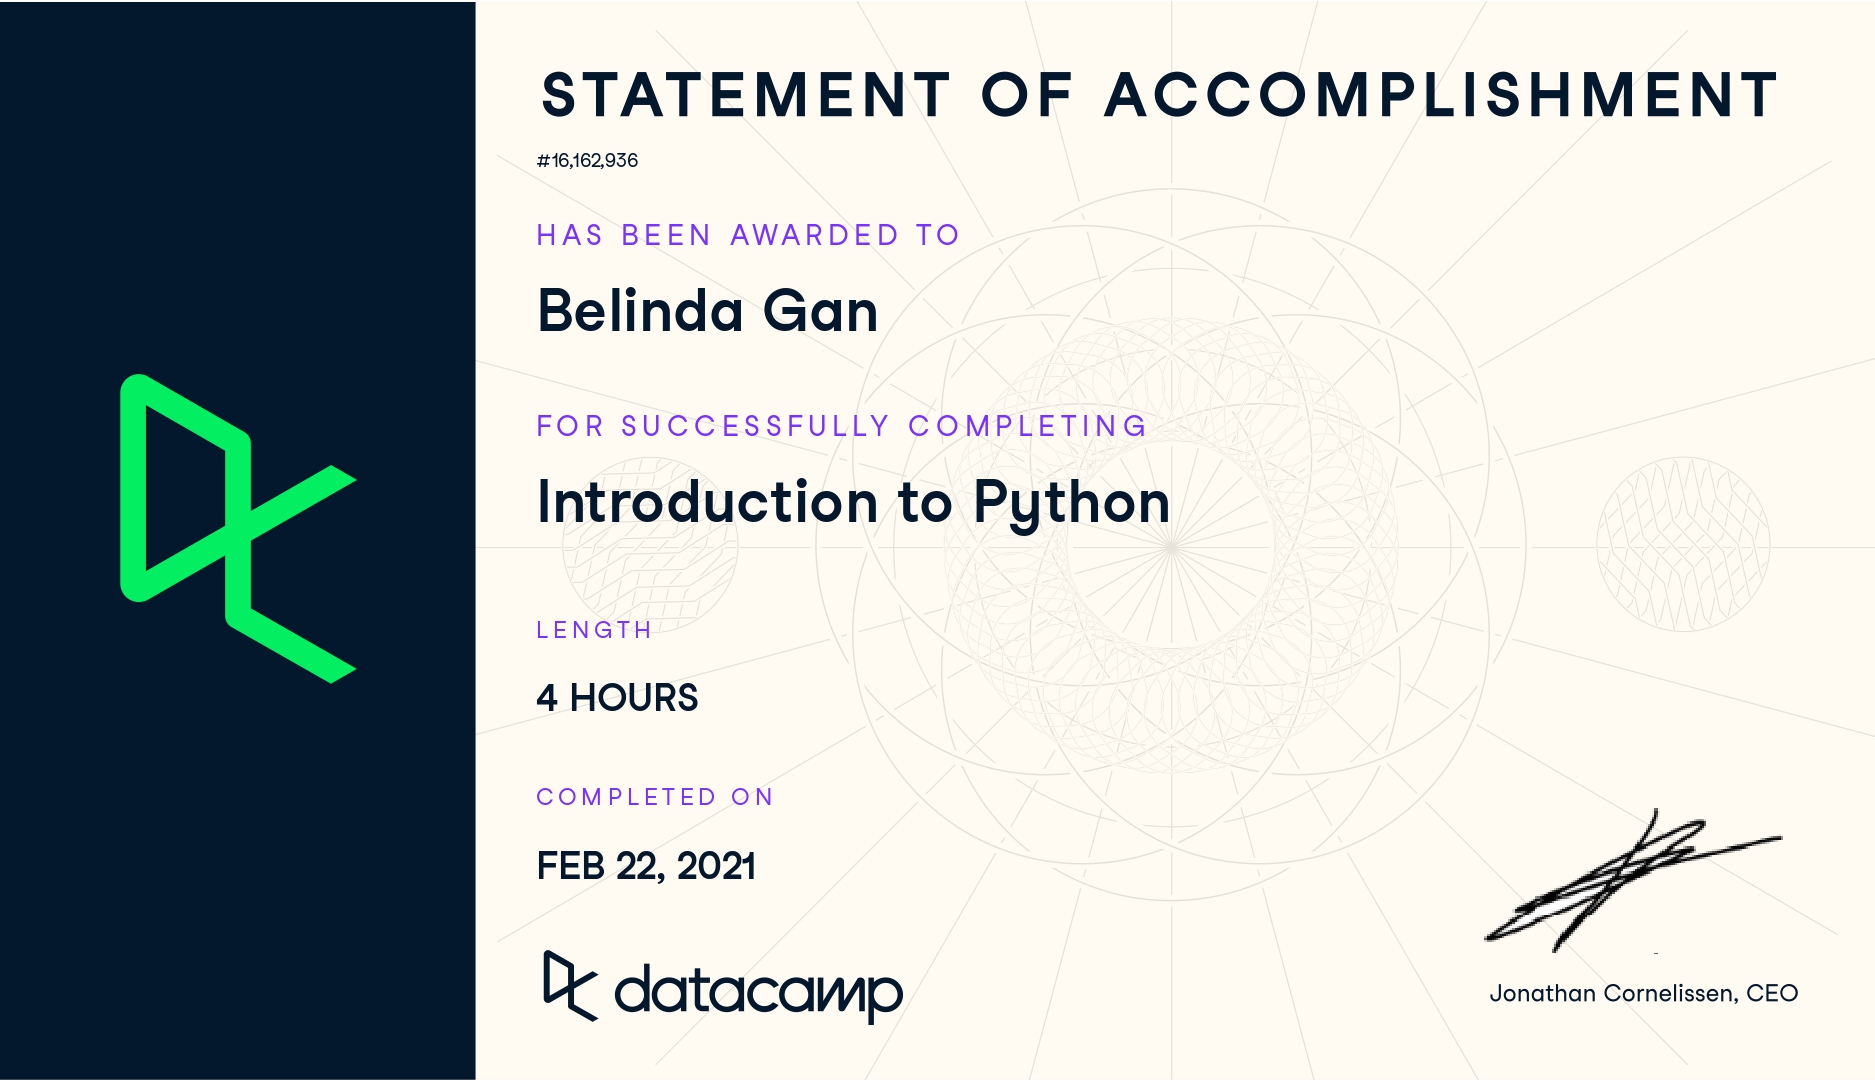 STATEMENT OF ACCOMPLISHMENT
#16,162,936
HAS BEEN AWARDED TO
Belinda Gan
FOR SUCCESSFULLY COMPLETING
Introduction to Python
LENGTH
4 HOURS
COMPLETED ON
FEB 22, 2021
datacamp
Jonathan Cornelissen, CEO